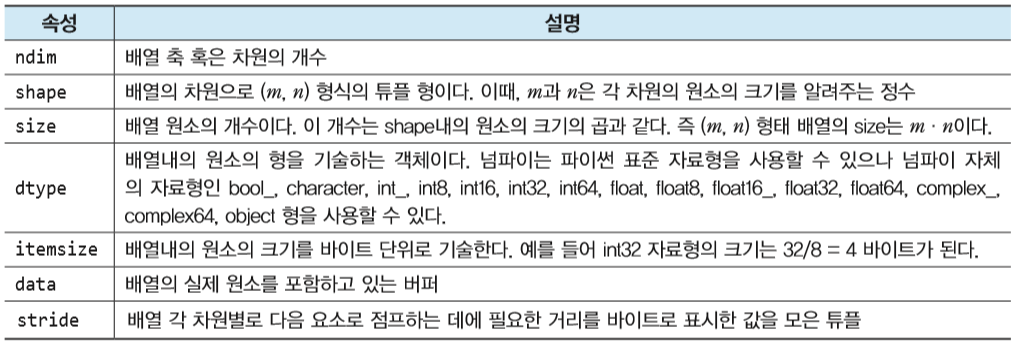 속성 설명
ndim 배열 축 혹은 차원의 개수
shape 배열의 차원으로 (m, n) 형식의 튜플 형이다. 이때, m과 n은 각 차원의 원소의 크기를 알려주는 정수
size 배열 원소의 개수이다. 이 개수는 shape내의 원소의 크기의 곱과 같다. 즉 (m, n) 형태 배열의 size는 m · n이다.
배열내의 원소의 형을 기술하는 객체이다. 넘파이는 파이썬 표준 자료형을 사용할 수 있으나 넘파이 자체
dtype 의 자료형인 bool_, character, int_, int8, int16, int32, int64, float, float8, float16_, float32, float64, complex_,
complex64, object 형을 사용할 수 있다.
itemsize 배열내의 원소의 크기를 바이트 단위로 기술한다. 예를 들어 int32 자료형의 크기는 32/8 = 4 바이트가 된다.
data 배열의 실제 원소를 포함하고 있는 버퍼
stride 배열 각 차원별로 다음 요소로 점프하는 데에 필요한 거리를 바이트로 표시한 값을 모은 튜플